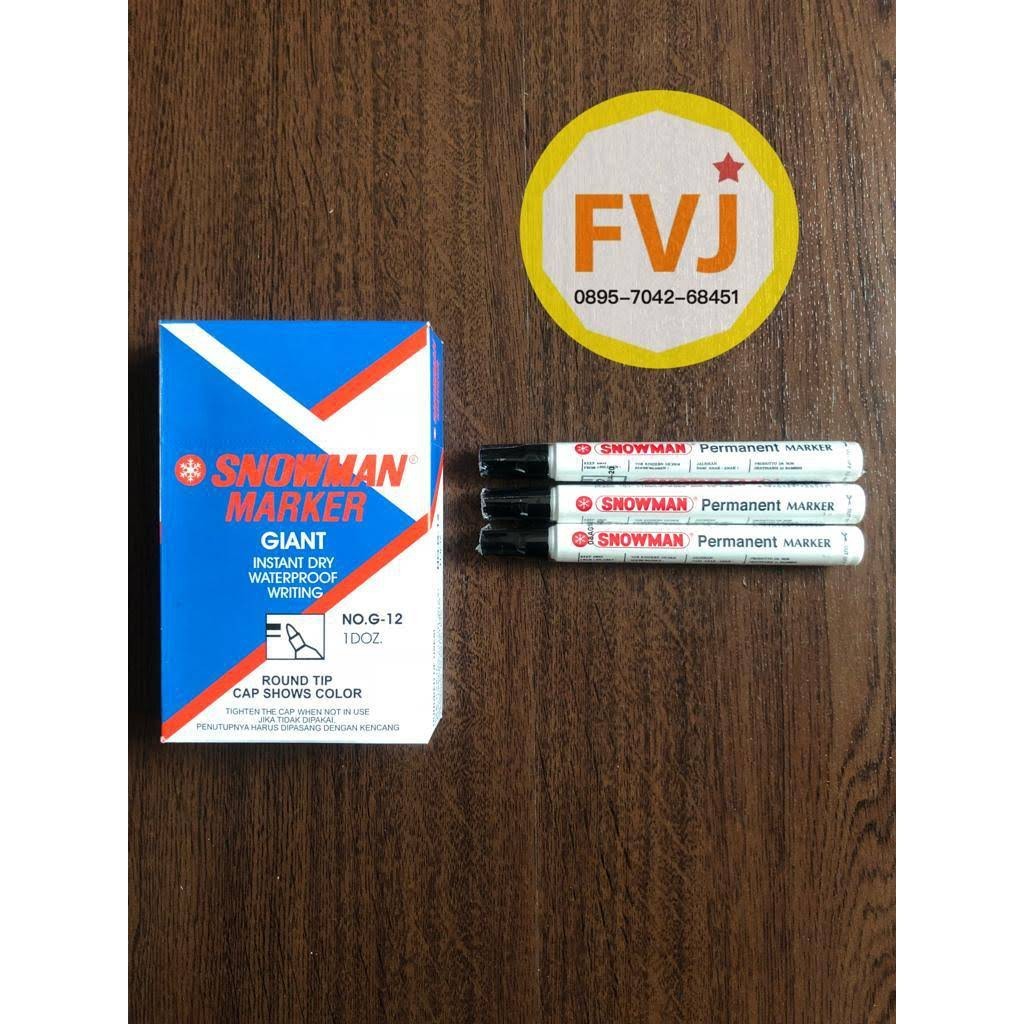 FVJ
0895-7042-68451
SNOWMAN®
MARKER
GIANT
INSTANT DRY
WATERPROOF
WRITING
NO.G-12
1 DOZ.
ROUND TIP
CAP SHOWS COLOR
TIGHTEN THE CAP WHEN NOT IN USE
JIKA TIDAK DIPAKAI,
PENUTUPNYA HARUS DIPASANG DENGAN KENCANG
SNOWMAN Permanent MARKER
SNOWMAN Permanent MARKER
SNOWMAN Permanent MARKER